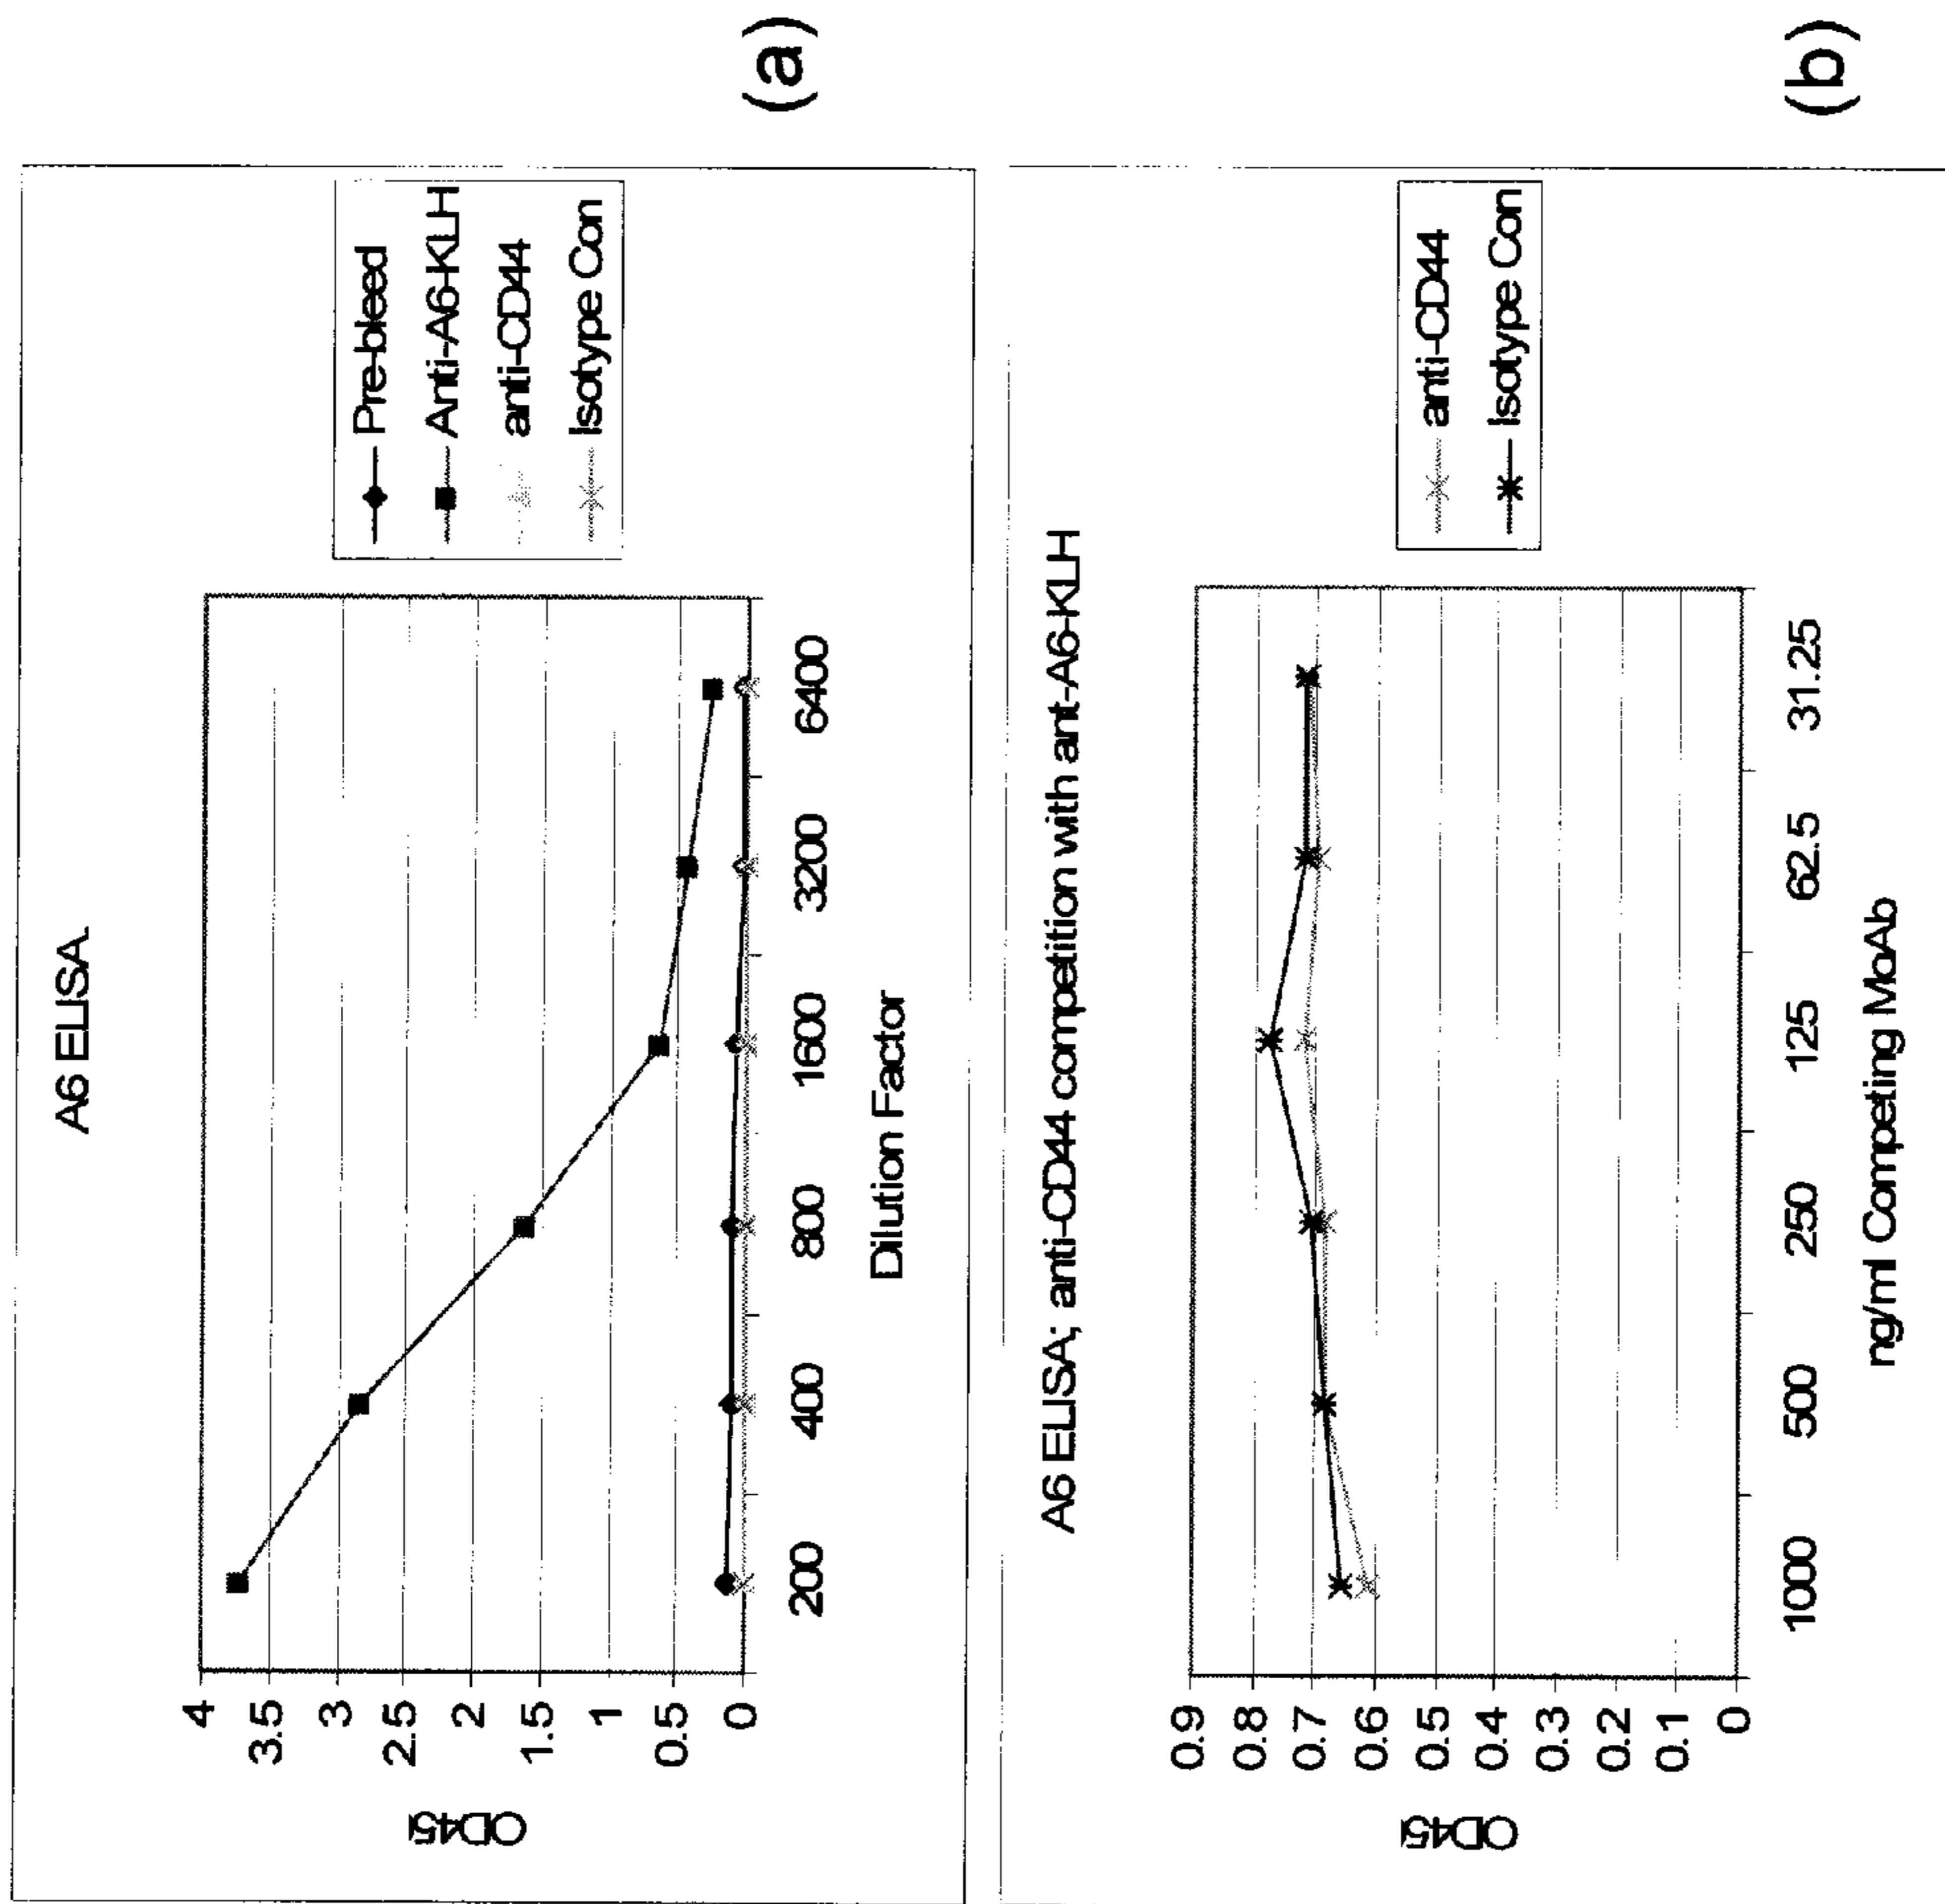 A6 ELISA
4
3.5
3
2.5
2
1.5
1
0.5
0
OD45
200
400
800
1600
3200
6400
Dilution Factor
Pre-bleed
Anti-A6-KLH
anti-CD44
Isotype Con
(a)
A6 ELISA; anti-CD44 competition with ant-A6-KLH
0.9
0.8
0.7
0.6
0.5
0.4
0.3
0.2
0.1
0
OD45
1000
500
250
125
62.5
31.25
ng/ml Competing MoAb
anti-CD44
Isotype Con
(b)